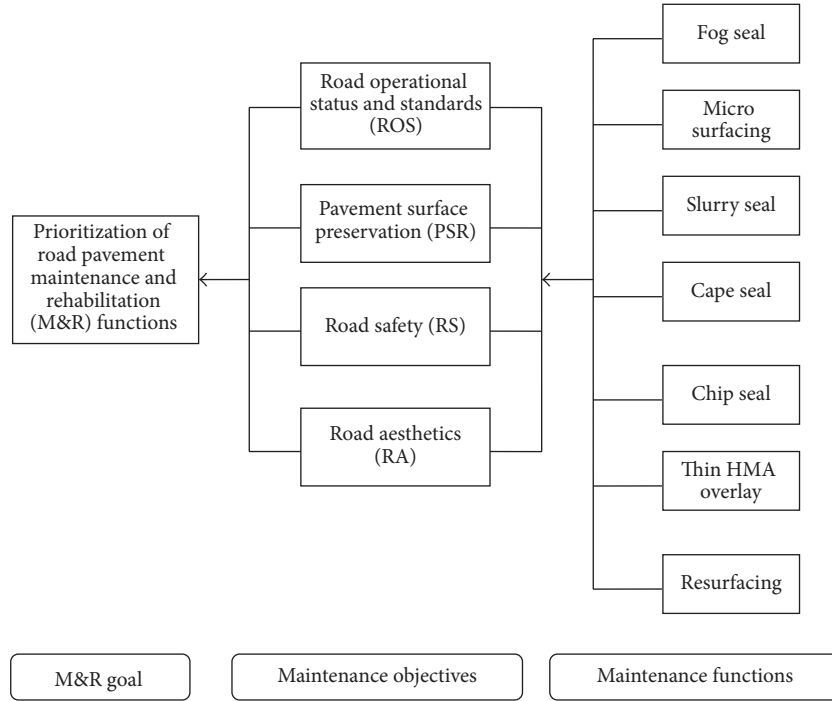 Prioritization of
road pavement
maintenance and
rehabilitation
(M&R) functions
Road operational
status and standards
(ROS)
Pavement surface
preservation (PSR)
Road safety (RS)
Road aesthetics
(RA)
Fog seal
Micro
surfacing
Slurry seal
Cape seal
Chip seal
Thin HMA
overlay
Resurfacing
M&R goal
Maintenance objectives
Maintenance functions